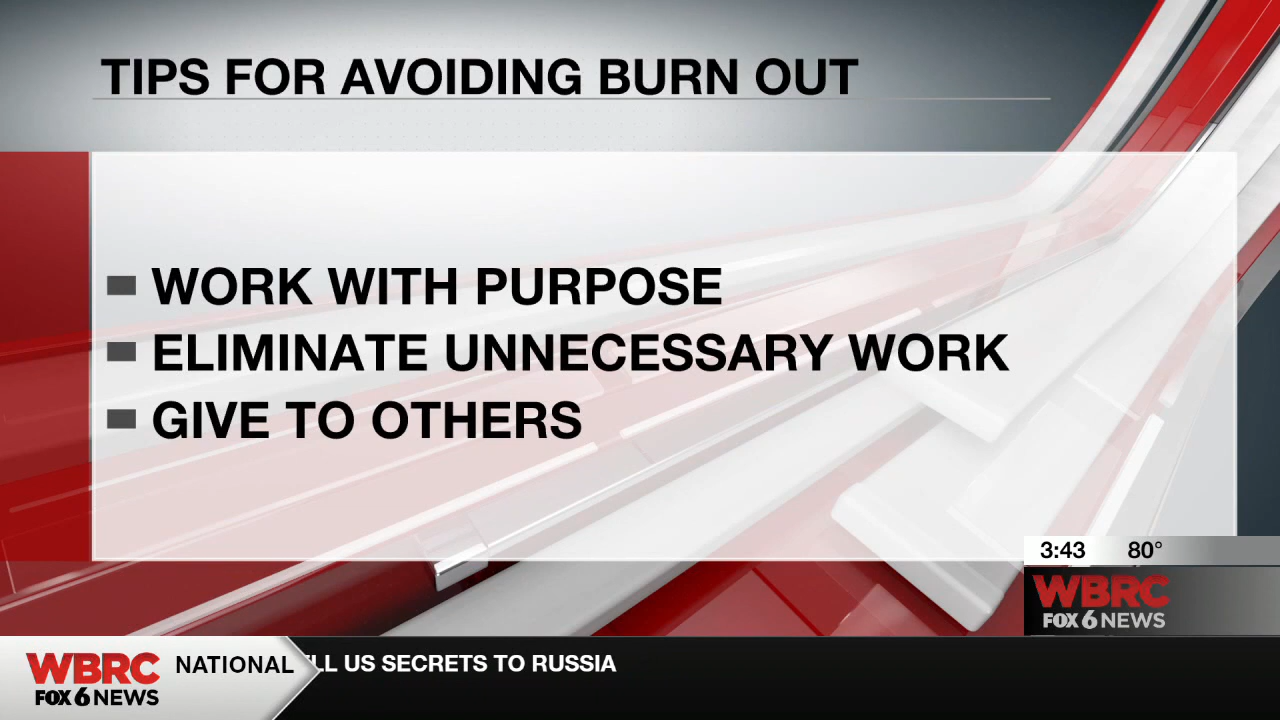 TIPS FOR AVOIDING BURN OUT
WORK WITH PURPOSE
ELIMINATE UNNECESSARY WORK
GIVE TO OTHERS
3:43 80°
WBRC
FOX 6 NEWS
WBRC
FOX 6 NEWS
NATIONAL
LL US SECRETS TO RUSSIA